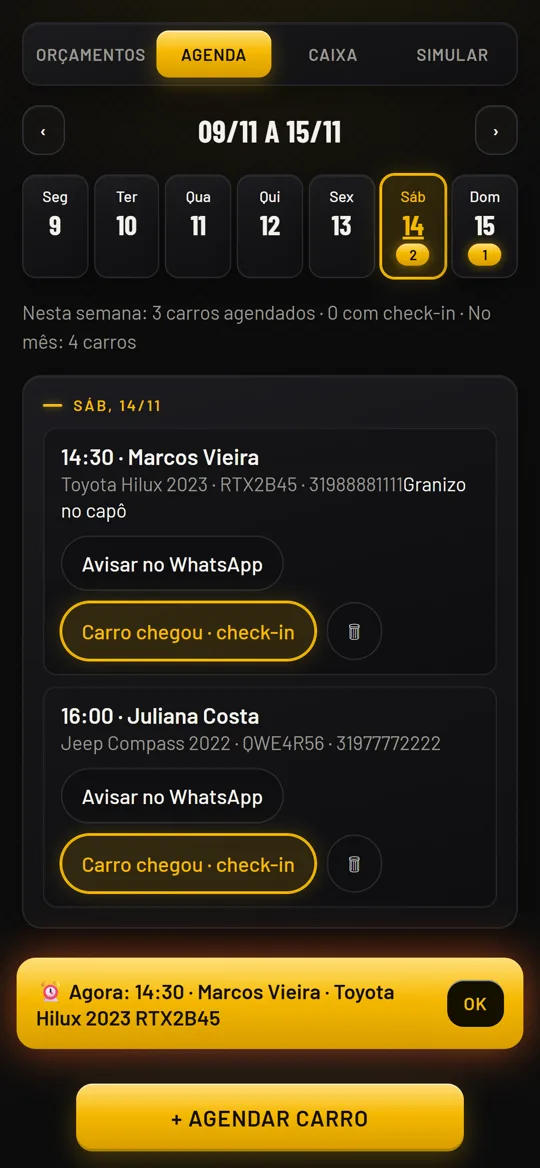 ORÇAMENTOS AGENDA CAIXA SIMULAR
‹ 09/11 A 15/11 ›
Seg Ter Qua Qui Sex Sáb Dom
9 10 11 12 13 14 15
2 1
Nesta semana: 3 carros agendados · 0 com check-in · No
mês: 4 carros
SÁB, 14/11
14:30 · Marcos Vieira
Toyota Hilux 2023 · RTX2B45 · 31988881111Granizo
no capô
Avisar no WhatsApp
Carro chegou · check-in
16:00 · Juliana Costa
Jeep Compass 2022 · QWE4R56 · 31977772222
Avisar no WhatsApp
Carro chegou · check-in
⏰ Agora: 14:30 · Marcos Vieira · Toyota
Hilux 2023 RTX2B45
OK
+ AGENDAR CARRO